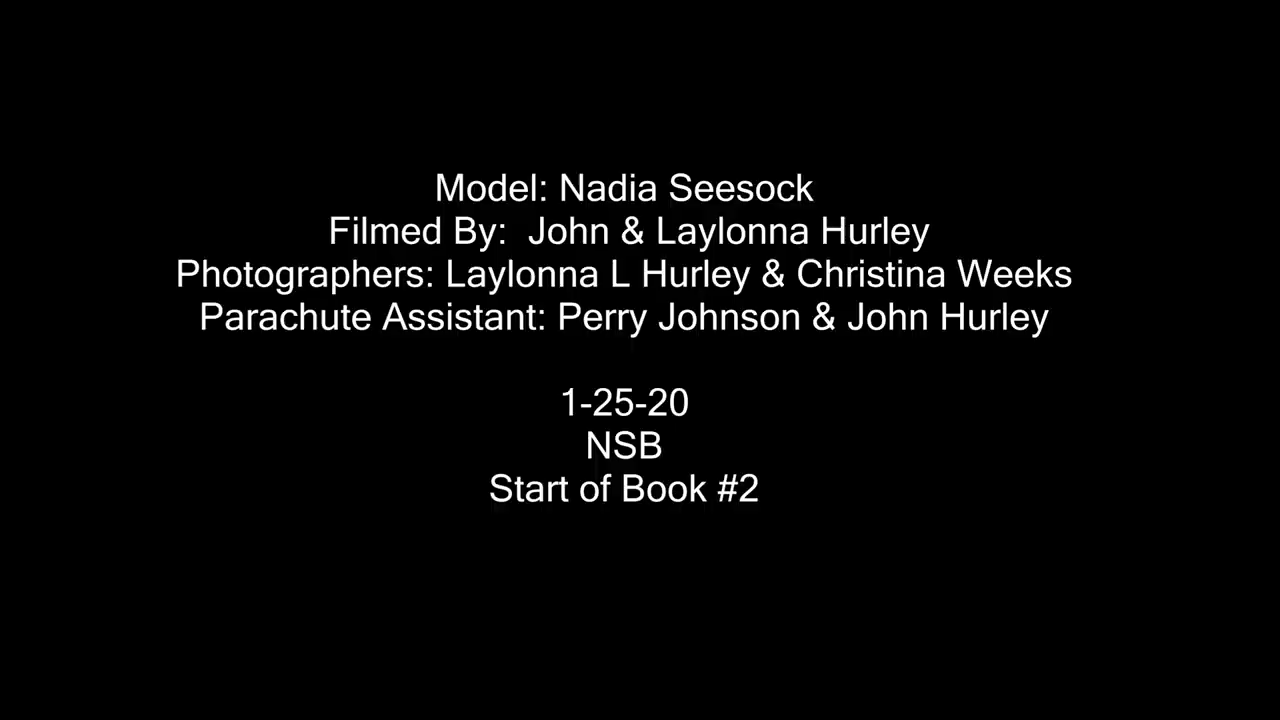 Model: Nadia Seesock
Filmed By:  John & Laylonna Hurley
Photographers: Laylonna L Hurley & Christina Weeks
Parachute Assistant: Perry Johnson & John Hurley
1-25-20
NSB
Start of Book #2